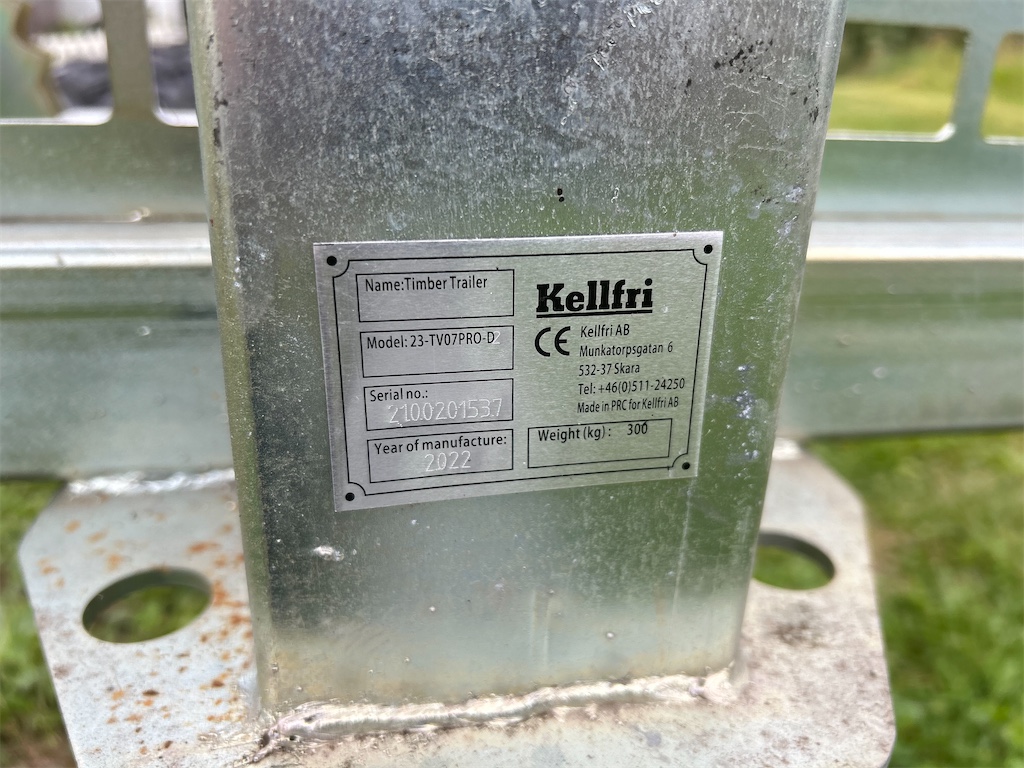 Name:Timber Trailer
Model: 23-TV07PRO-D2
Serial no.:
2100201537
Year of manufacture:
2022
Kellfri
CE
Kellfri AB
Munkatorpsgatan 6
532-37 Skara
Tel: +46(0)511-24250
Made in PRC for Kellfri AB
Weight (kg) : 300